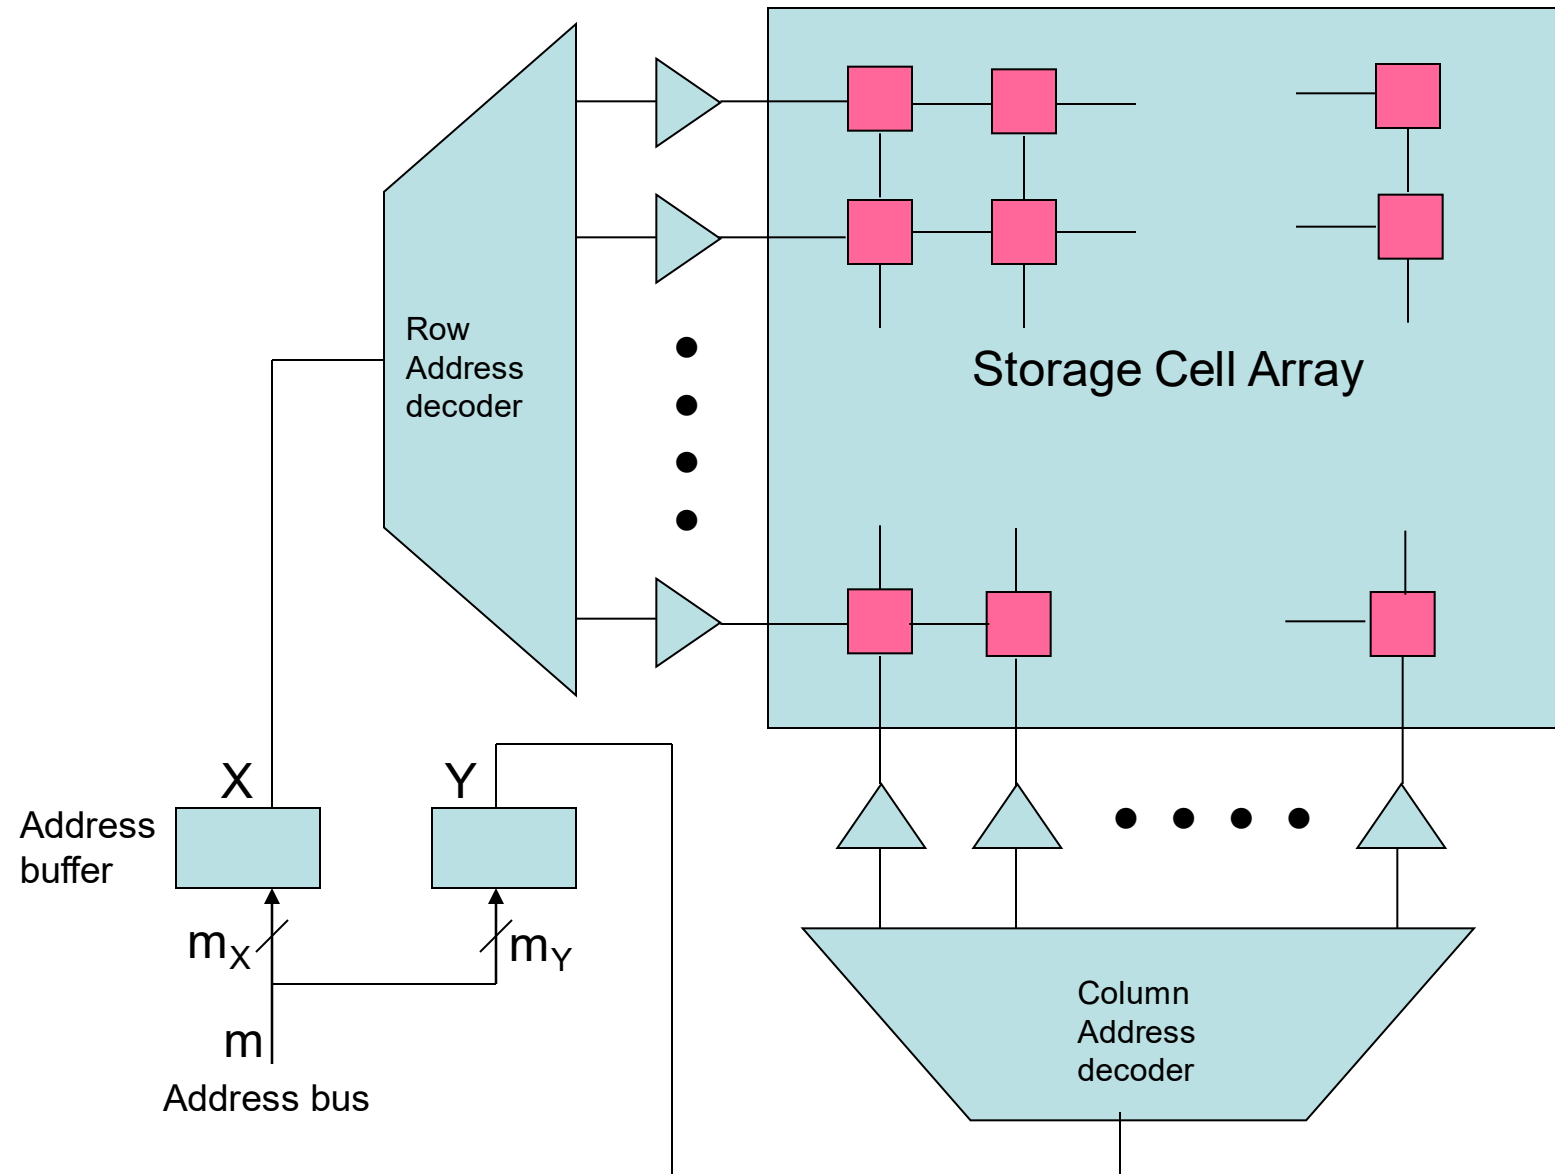 Row
Address
decoder
Storage Cell Array
X
Y
Address
buffer
mX
mY
m
Address bus
Column
Address
decoder